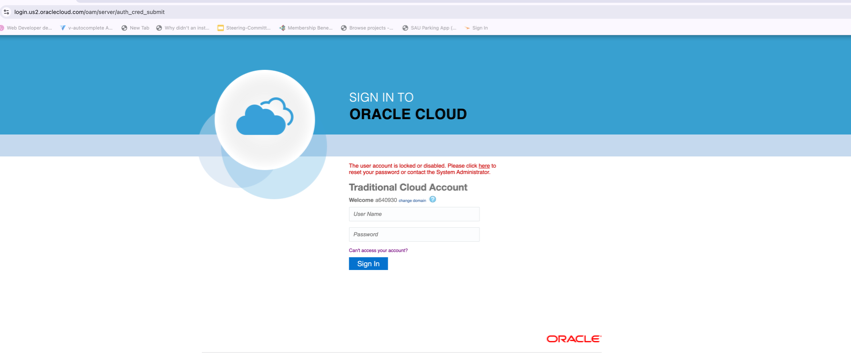 login.us2.oraclecloud.com/oam/server/auth_cred_submit
Web Developer de... v-autocomplete A... New Tab Why didn't an inst... Steering-Committ... Membership Bene... Browse projects –... SAU Parking App (... Sign In
SIGN IN TO
ORACLE CLOUD
The user account is locked or disabled. Please click here to
reset your password or contact the System Administrator.
Traditional Cloud Account
Welcome a640930 change domain ?
User Name
Password
Can't access your account?
Sign In
ORACLE